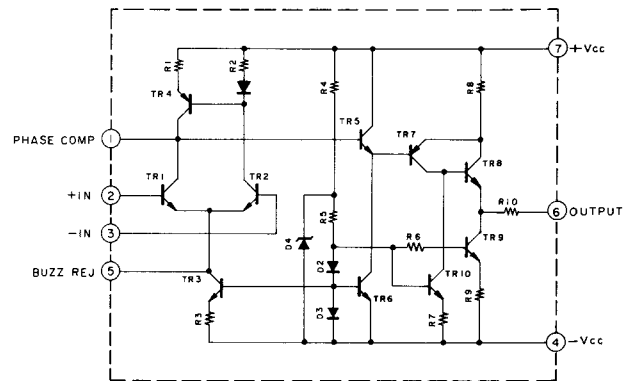 R1 R2 R4 R8 7 +Vcc
TR4
TR5 TR7
PHASE COMP 1
TR1 TR2 TR8
+IN 2
R5 R10 6 OUTPUT
-IN 3
D4 R6 TR9
BUZZ REJ 5
TR3 D2 TR10
TR6
R3 D3 R7 R9
4 -Vcc